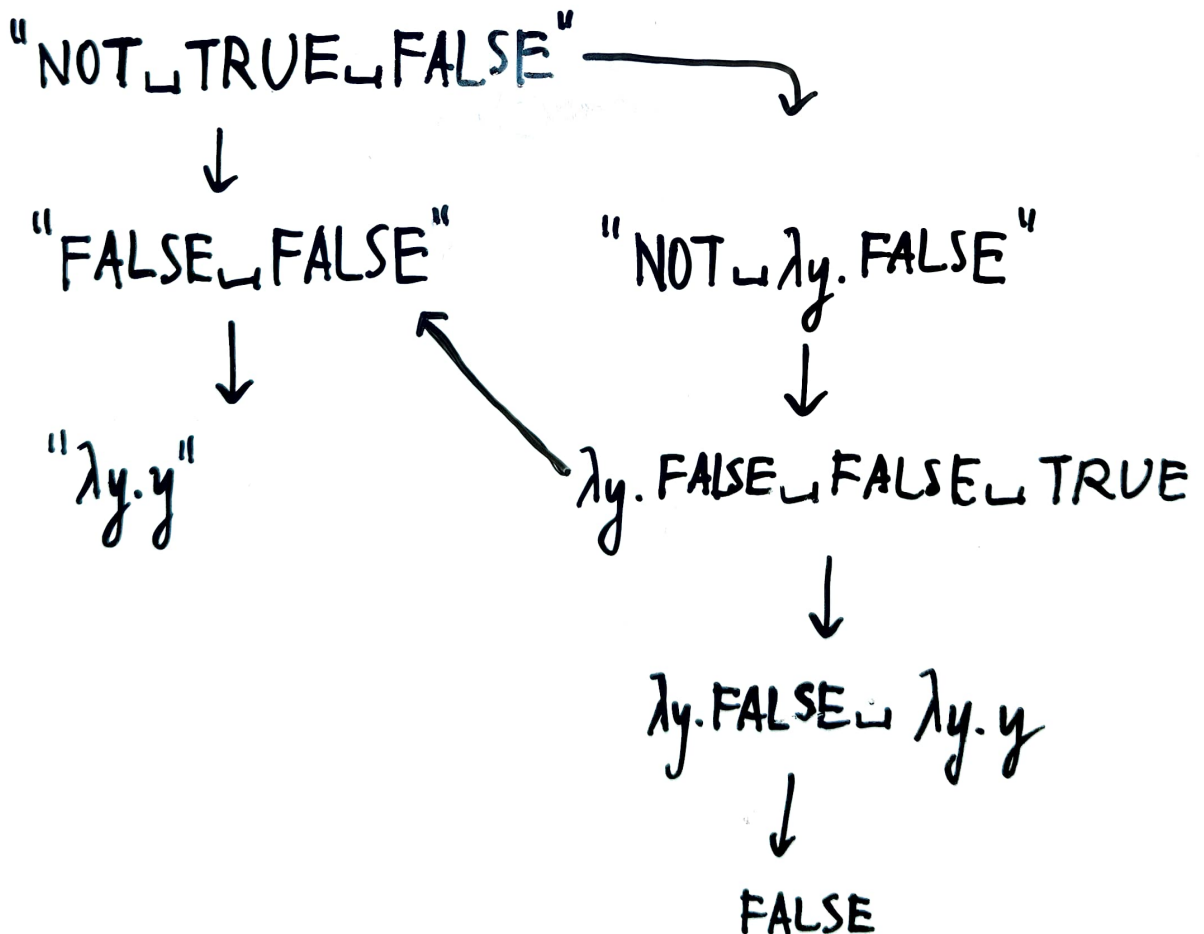 "NOT␣TRUE␣FALSE"
"FALSE␣FALSE"
"NOT␣λy.FALSE"
"λy.y"
λy.FALSE␣FALSE␣TRUE
λy.FALSE␣λy.y
FALSE